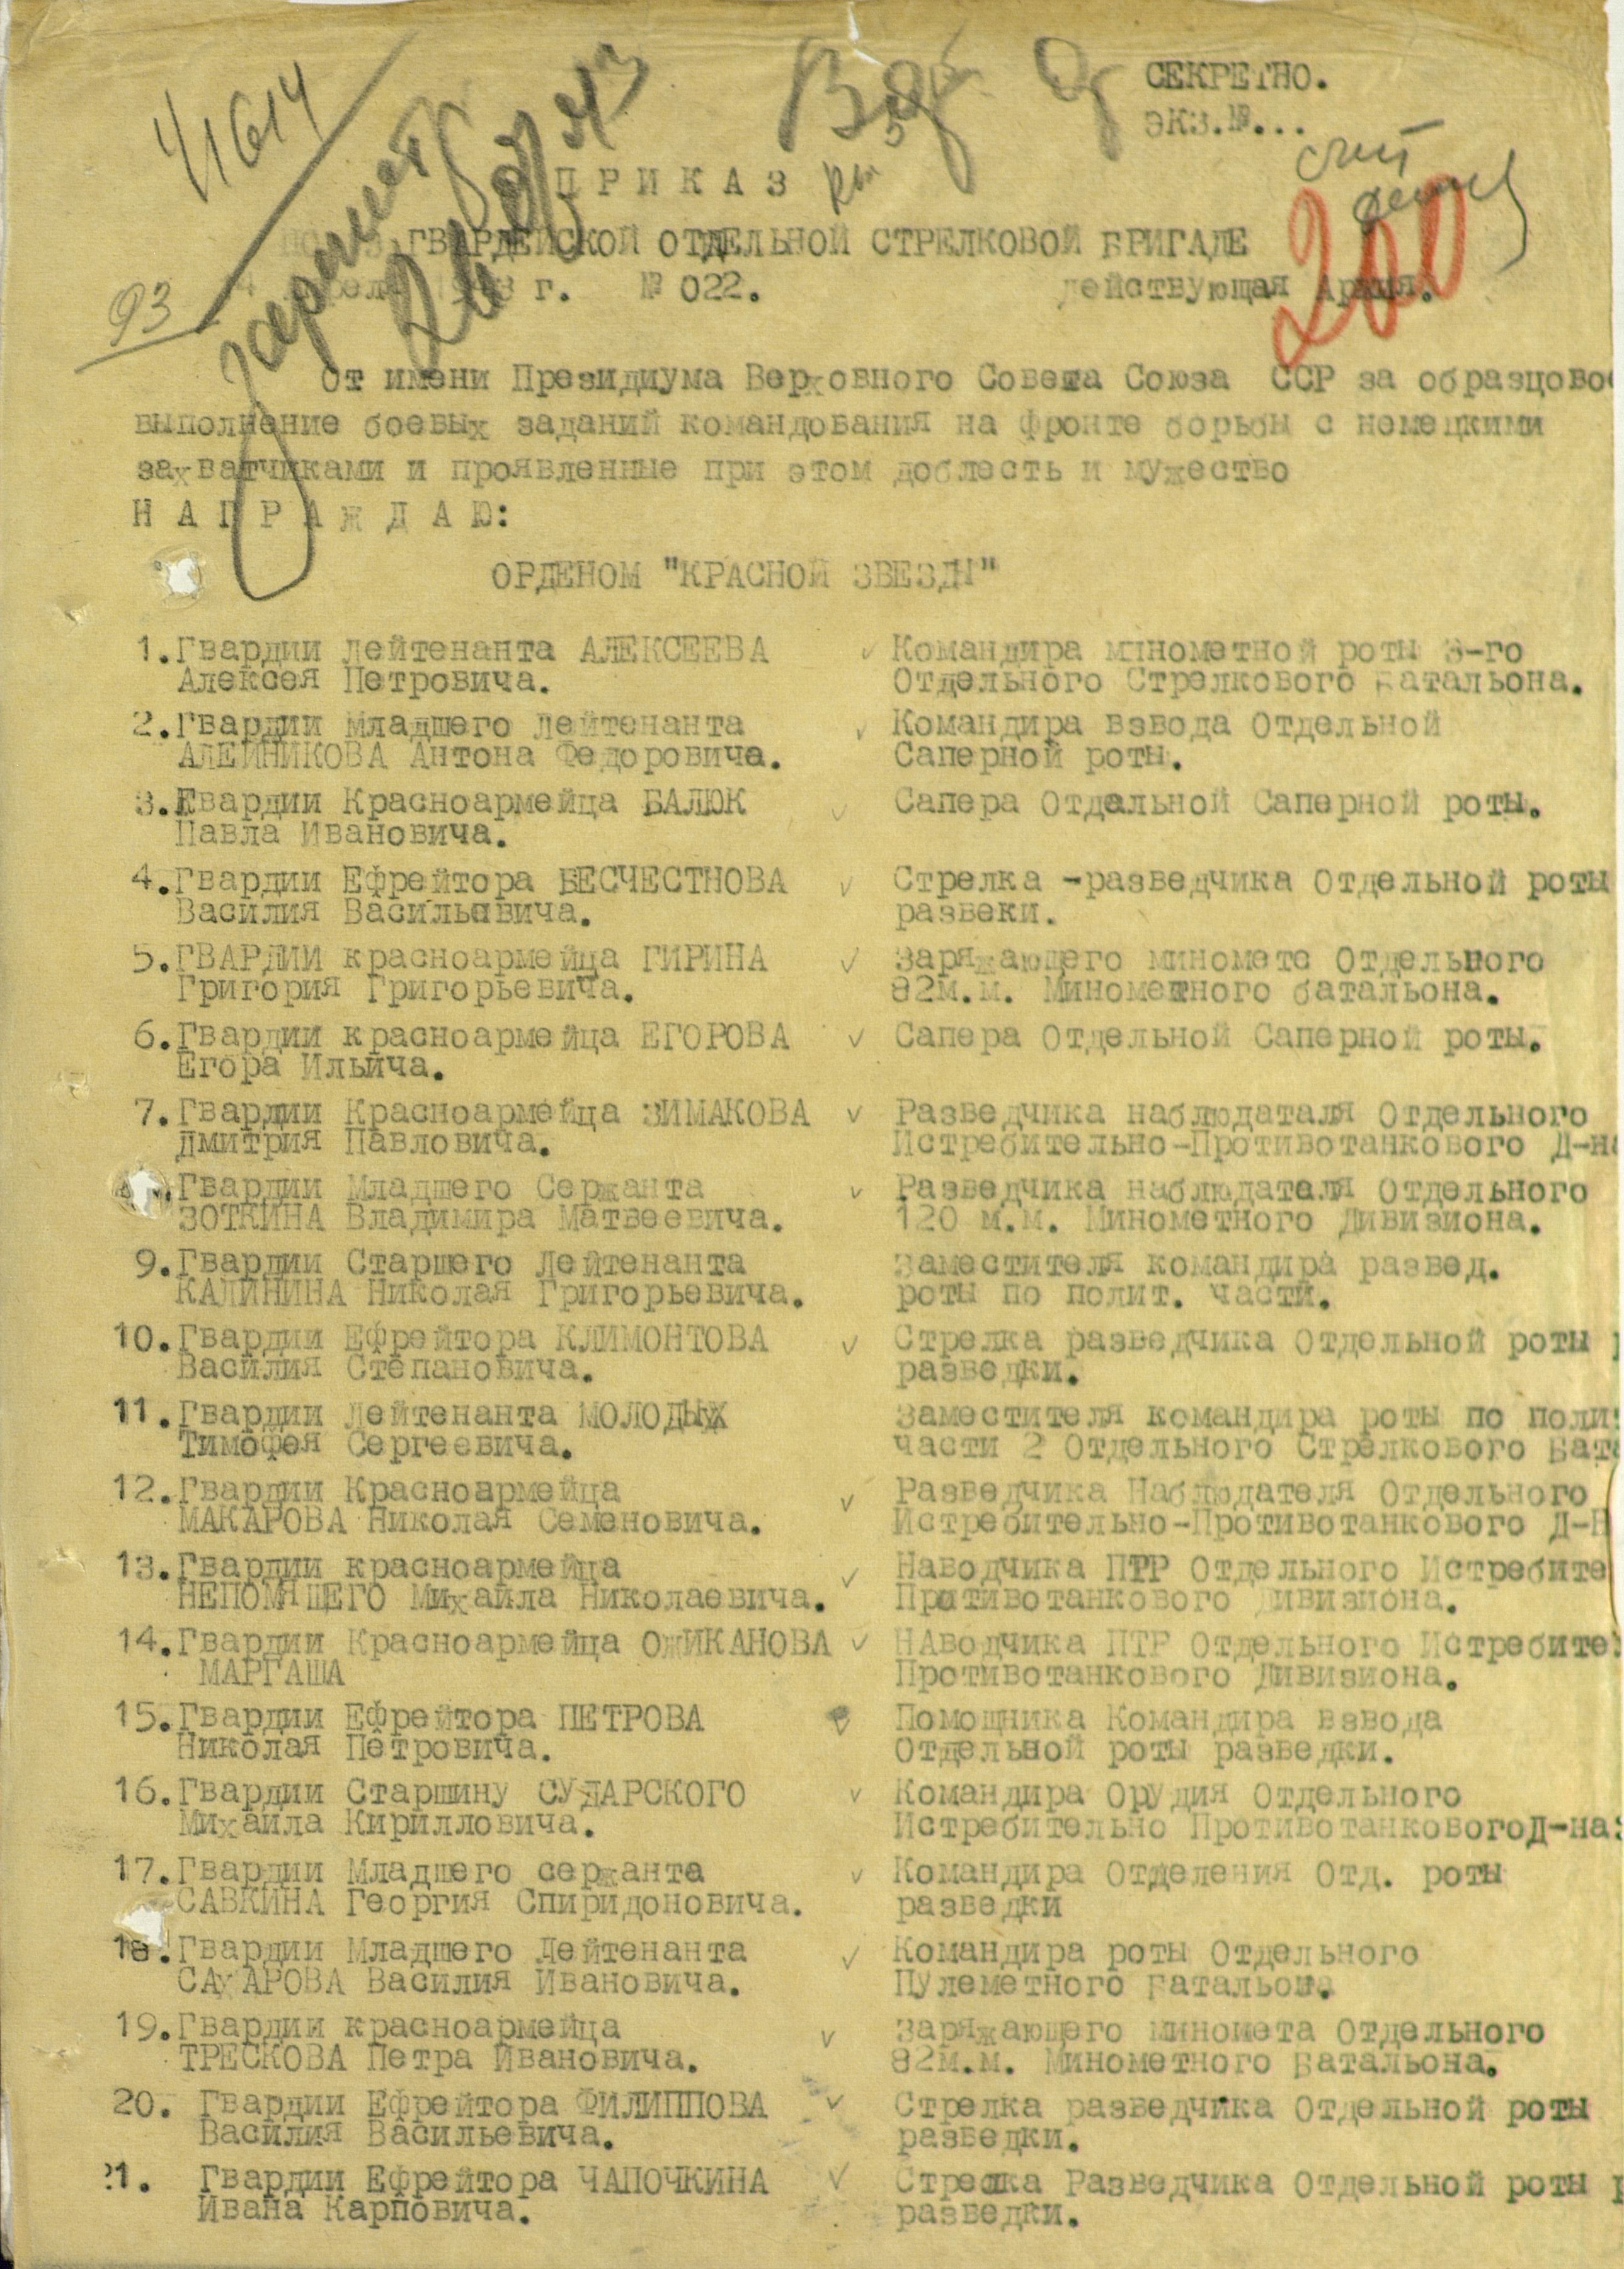 41614
СЕКРЕТНО.
ЭКЗ.№...
ПРИКАЗ
200
ГВАРДЕЙСКОЙ ОТДЕЛЬНОЙ СТРЕЛКОВОЙ БРИГАДЕ
93
г. № 022. Действующая Армия.
От имени Президиума Верховного Совета Союза ССР за образцовое
выполнение боевых заданий командования на фронте борьбы с немецкими
захватчиками и проявленные при этом доблесть и мужество
Н А Г Р А Ж Д А Ю:
ОРДЕНОМ "КРАСНОЙ ЗВЕЗДЫ"
1.Гвардии Лейтенанта АЛЕКСЕЕВА Командира минометной роты 3-го
Алексея Петровича. Отдельного Стрелкового Батальона.
2.Гвардии Младшего Лейтенанта Командира взвода Отдельной
АЛЕЙНИКОВА Антона Федоровича. Саперной роты.
3.Гвардии Красноармейца БАЛЮК Сапера Отдельной Саперной роты.
Павла Ивановича.
4.Гвардии Ефрейтора БЕСЧЕСТНОВА Стрелка -разведчика Отдельной роты
Василия Васильевича. развеки.
5.ГВАРДИИ красноармейца ГИРИНА Заряжающего миномета Отдельного
Григория Григорьевича. 82м.м. Минометного батальона.
6.Гвардии красноармейца ЕГОРОВА Сапера Отдельной Саперной роты.
Егора Ильича.
7.Гвардии Красноармейца ЗИМАКОВА Разведчика наблюдаталя Отдельного
Дмитрия Павловича. Истребительно-Противотанкового Д-на
Гвардии Младшего Сержанта Разведчика наблюдателя Отдельного
ЗОТКИНА Владимира Матвеевича. 120 м.м. Минометного Дивизиона.
9.Гвардии Старшего Лейтенанта Заместителя командира развед.
КАЛИНИНА Николая Григорьевича. роты по полит. части.
10.Гвардии Ефрейтора КЛИМОНТОВА Стрелка разведчика Отдельной роты
Василия Степановича. разведки.
11.Гвардии Лейтенанта МОЛОДЫХ Заместителя командира роты по поли
Тимофея Сергеевича. части 2 Отдельного Стрелкового Бат
12.Гвардии Красноармейца Разведчика Наблюдателя Отдельного
МАКАРОВА Николая Семеновича. Истребительно-Противотанкового Д-Н
13.Гвардии красноармейца Наводчика ПТР Отдельного Истребите
НЕПОМЯЩЕГО Михаила Николаевича. Противотанкового Дивизиона.
14.Гвардии Красноармейца ОЖИКАНОВА НАводчика ПТР Отдельного Истребите
МАРГАША Противотанкового Дивизиона.
15.Гвардии Ефрейтора ПЕТРОВА Помощника Командира взвода
Николая Петровича. Отдельной роты разведки.
16.Гвардии Старшину СУДАРСКОГО Командира Орудия Отдельного
Михаила Кирилловича. Истребительно ПротивотанковогоД-на:
17.Гвардии Младшего сержанта Командира Отделения Отд. роты
САВКИНА Георгия Спиридоновича. разведки
18.Гвардии Младшего Лейтенанта Командира роты Отдельного
САХАРОВА Василия Ивановича. Пулеметного Батальона.
19.Гвардии красноармейца Заряжающего миномета Отдельного
ТРЕСКОВА Петра Ивановича. 82м.м. Минометного Батальона.
20. Гвардии Ефрейтора ФИЛИППОВА Стрелка разведчика Отдельной роты
Василия Васильевича. разведки.
21. Гвардии Ефрейтора ЧАПОЧКИНА Стрелка Разведчика Отдельной роты
Ивана Карповича. разведки.